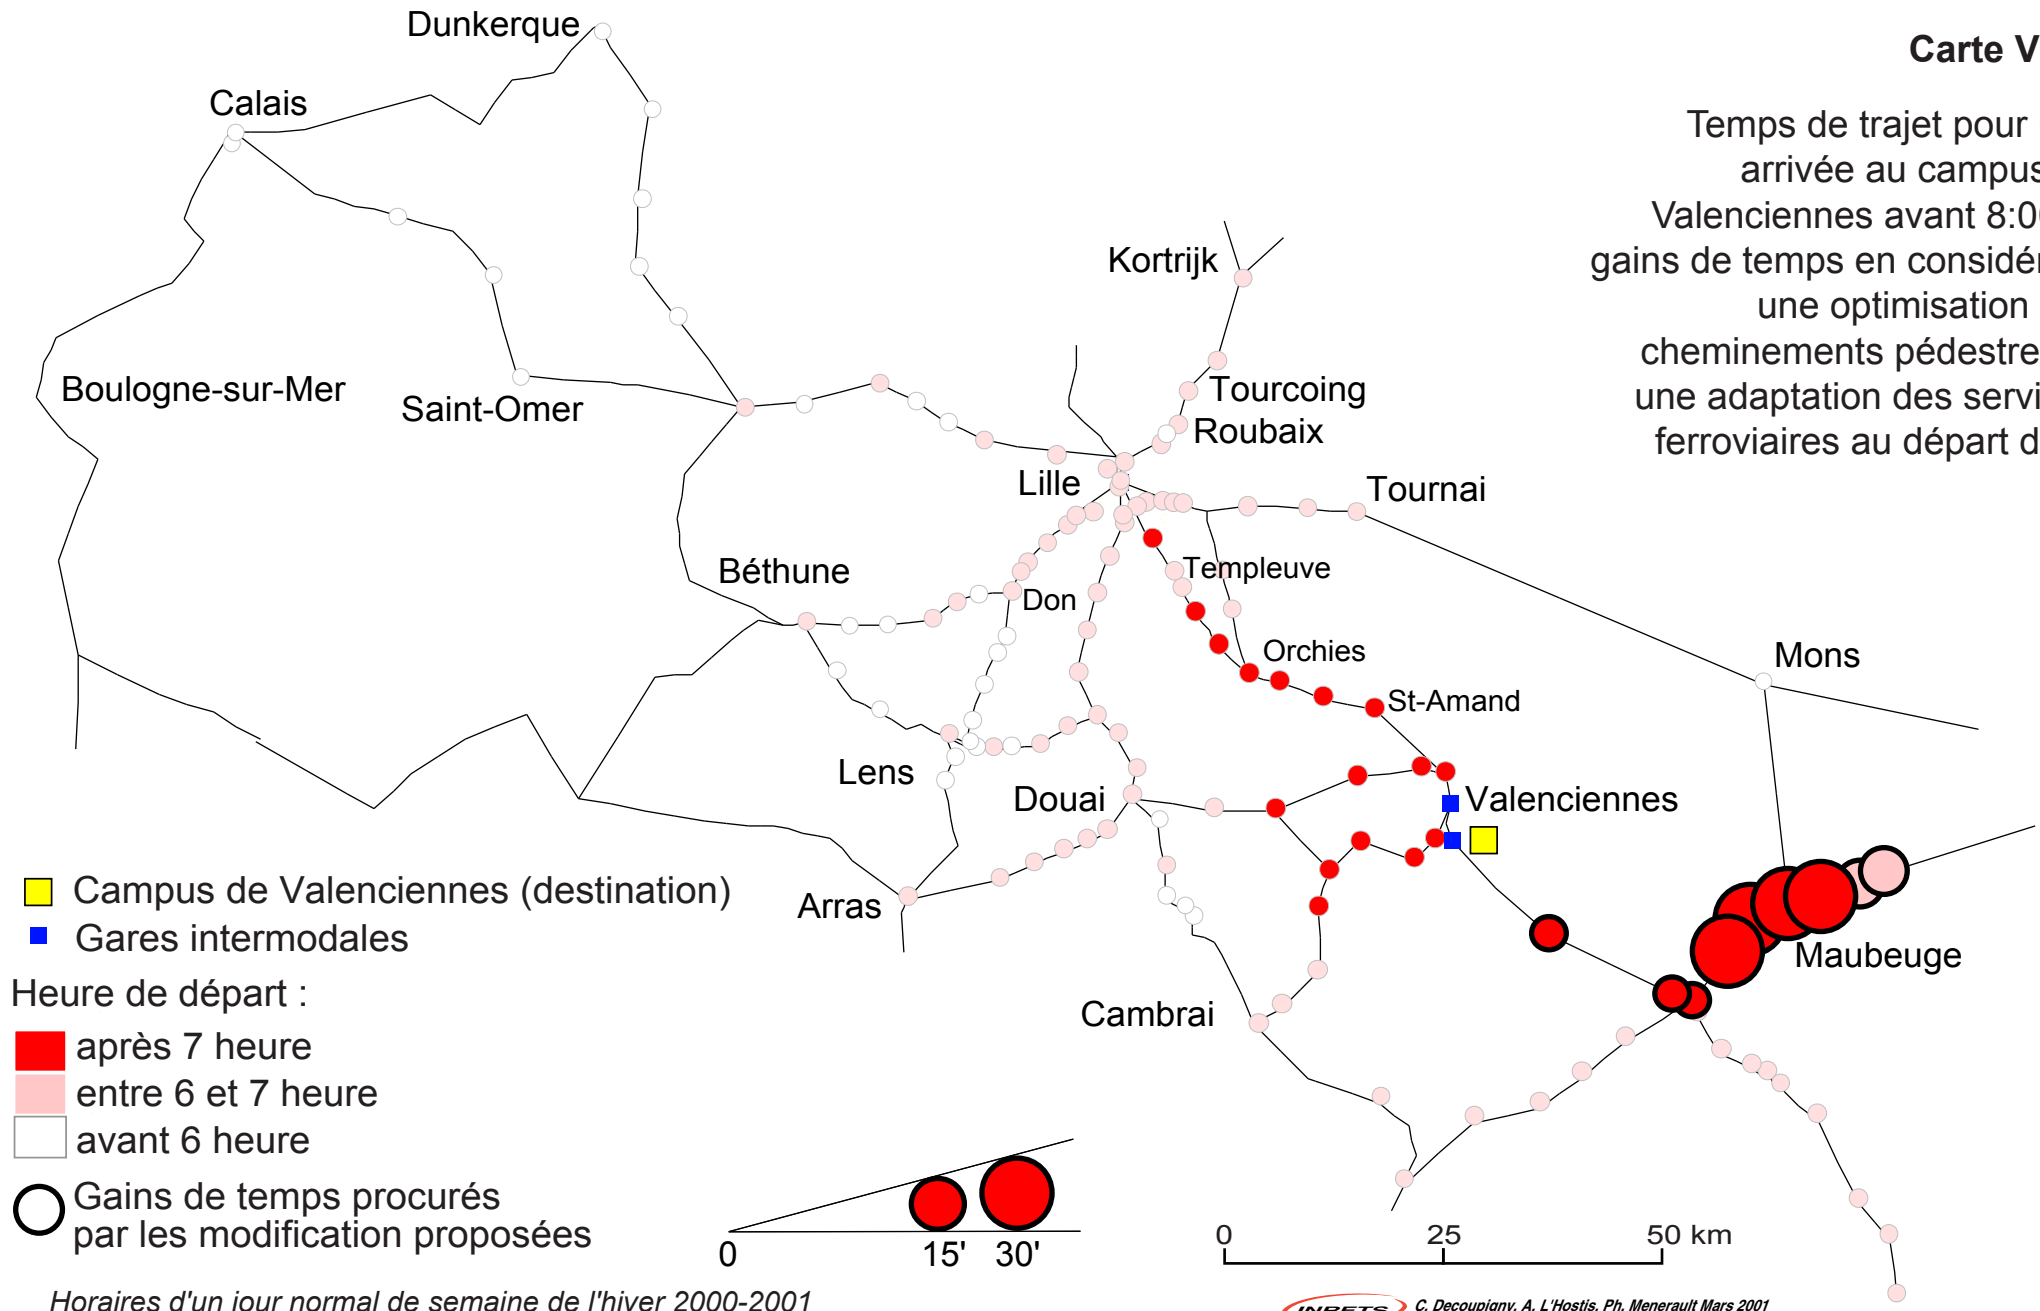 Carte V
Temps de trajet pour
arrivée au campus
Valenciennes avant 8:0
gains de temps en considér
une optimisation
cheminements pédestre
une adaptation des servi
ferroviaires au départ d
Dunkerque
Calais
Kortrijk
Boulogne-sur-Mer
Saint-Omer
Tourcoing
Roubaix
Lille
Tournai
Béthune
Templeuve
Don
Orchies
Mons
St-Amand
Lens
Douai
Valenciennes
Arras
Maubeuge
Cambrai
Campus de Valenciennes (destination)
Gares intermodales
Heure de départ :
après 7 heure
entre 6 et 7 heure
avant 6 heure
Gains de temps procurés
par les modification proposées
0 15' 30'
0 25 50 km
Horaires d'un jour normal de semaine de l'hiver 2000-2001
INRETS
C. Decoupigny, A. L'Hostis, Ph. Menerault Mars 2001